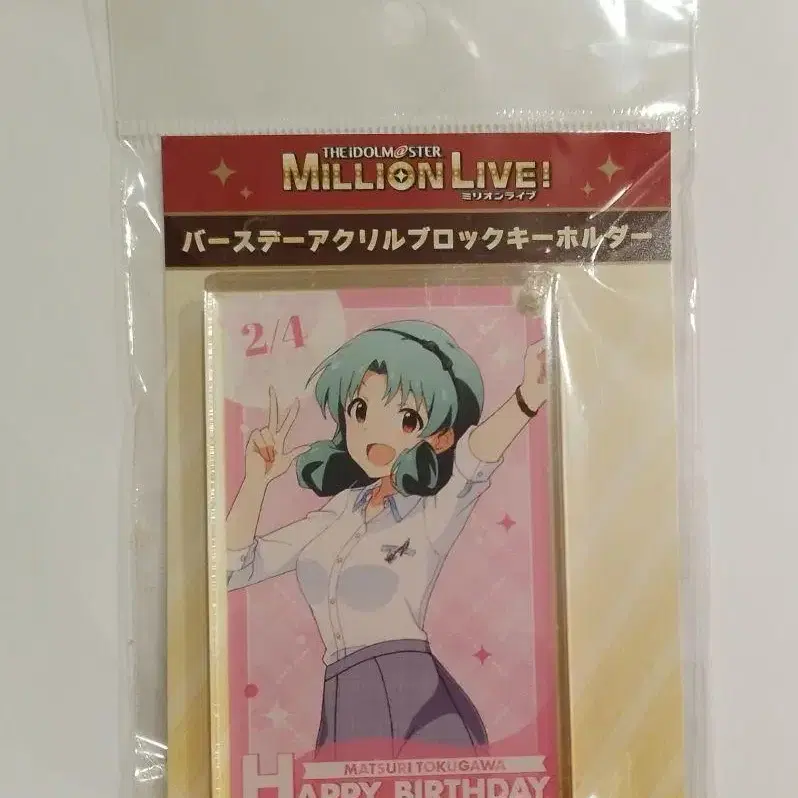 THE iDOLM@STER
MILLION LIVE!
ミリオンライブ
バースデーアクリルブロックキーホルダー
2/4
MATSURI TOKUGAWA
HAPPY BIRTHDAY